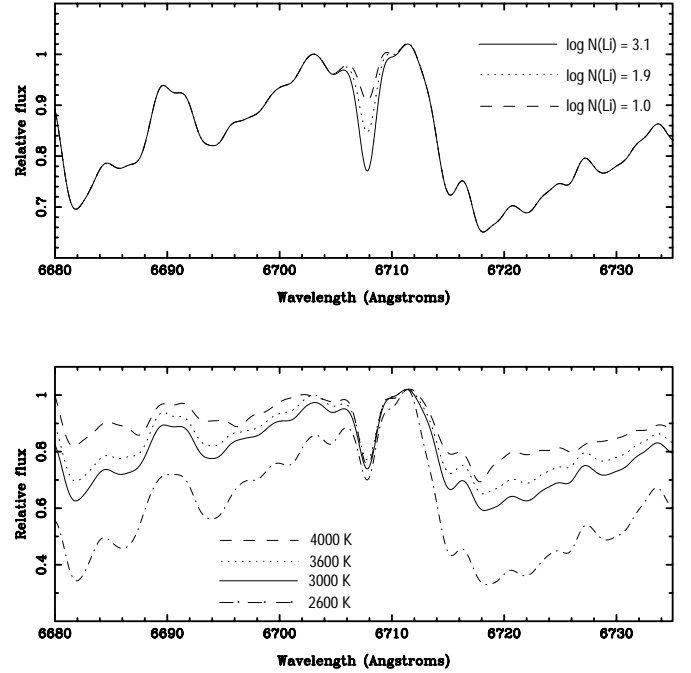 Relative flux
1
0.9
0.8
0.7
log N(Li) = 3.1
log N(Li) = 1.9
log N(Li) = 1.0
6680 6690 6700 6710 6720 6730
Wavelength (Angstroms)
Relative flux
1
0.8
0.6
0.4
4000 K
3600 K
3000 K
2600 K
6680 6690 6700 6710 6720 6730
Wavelength (Angstroms)